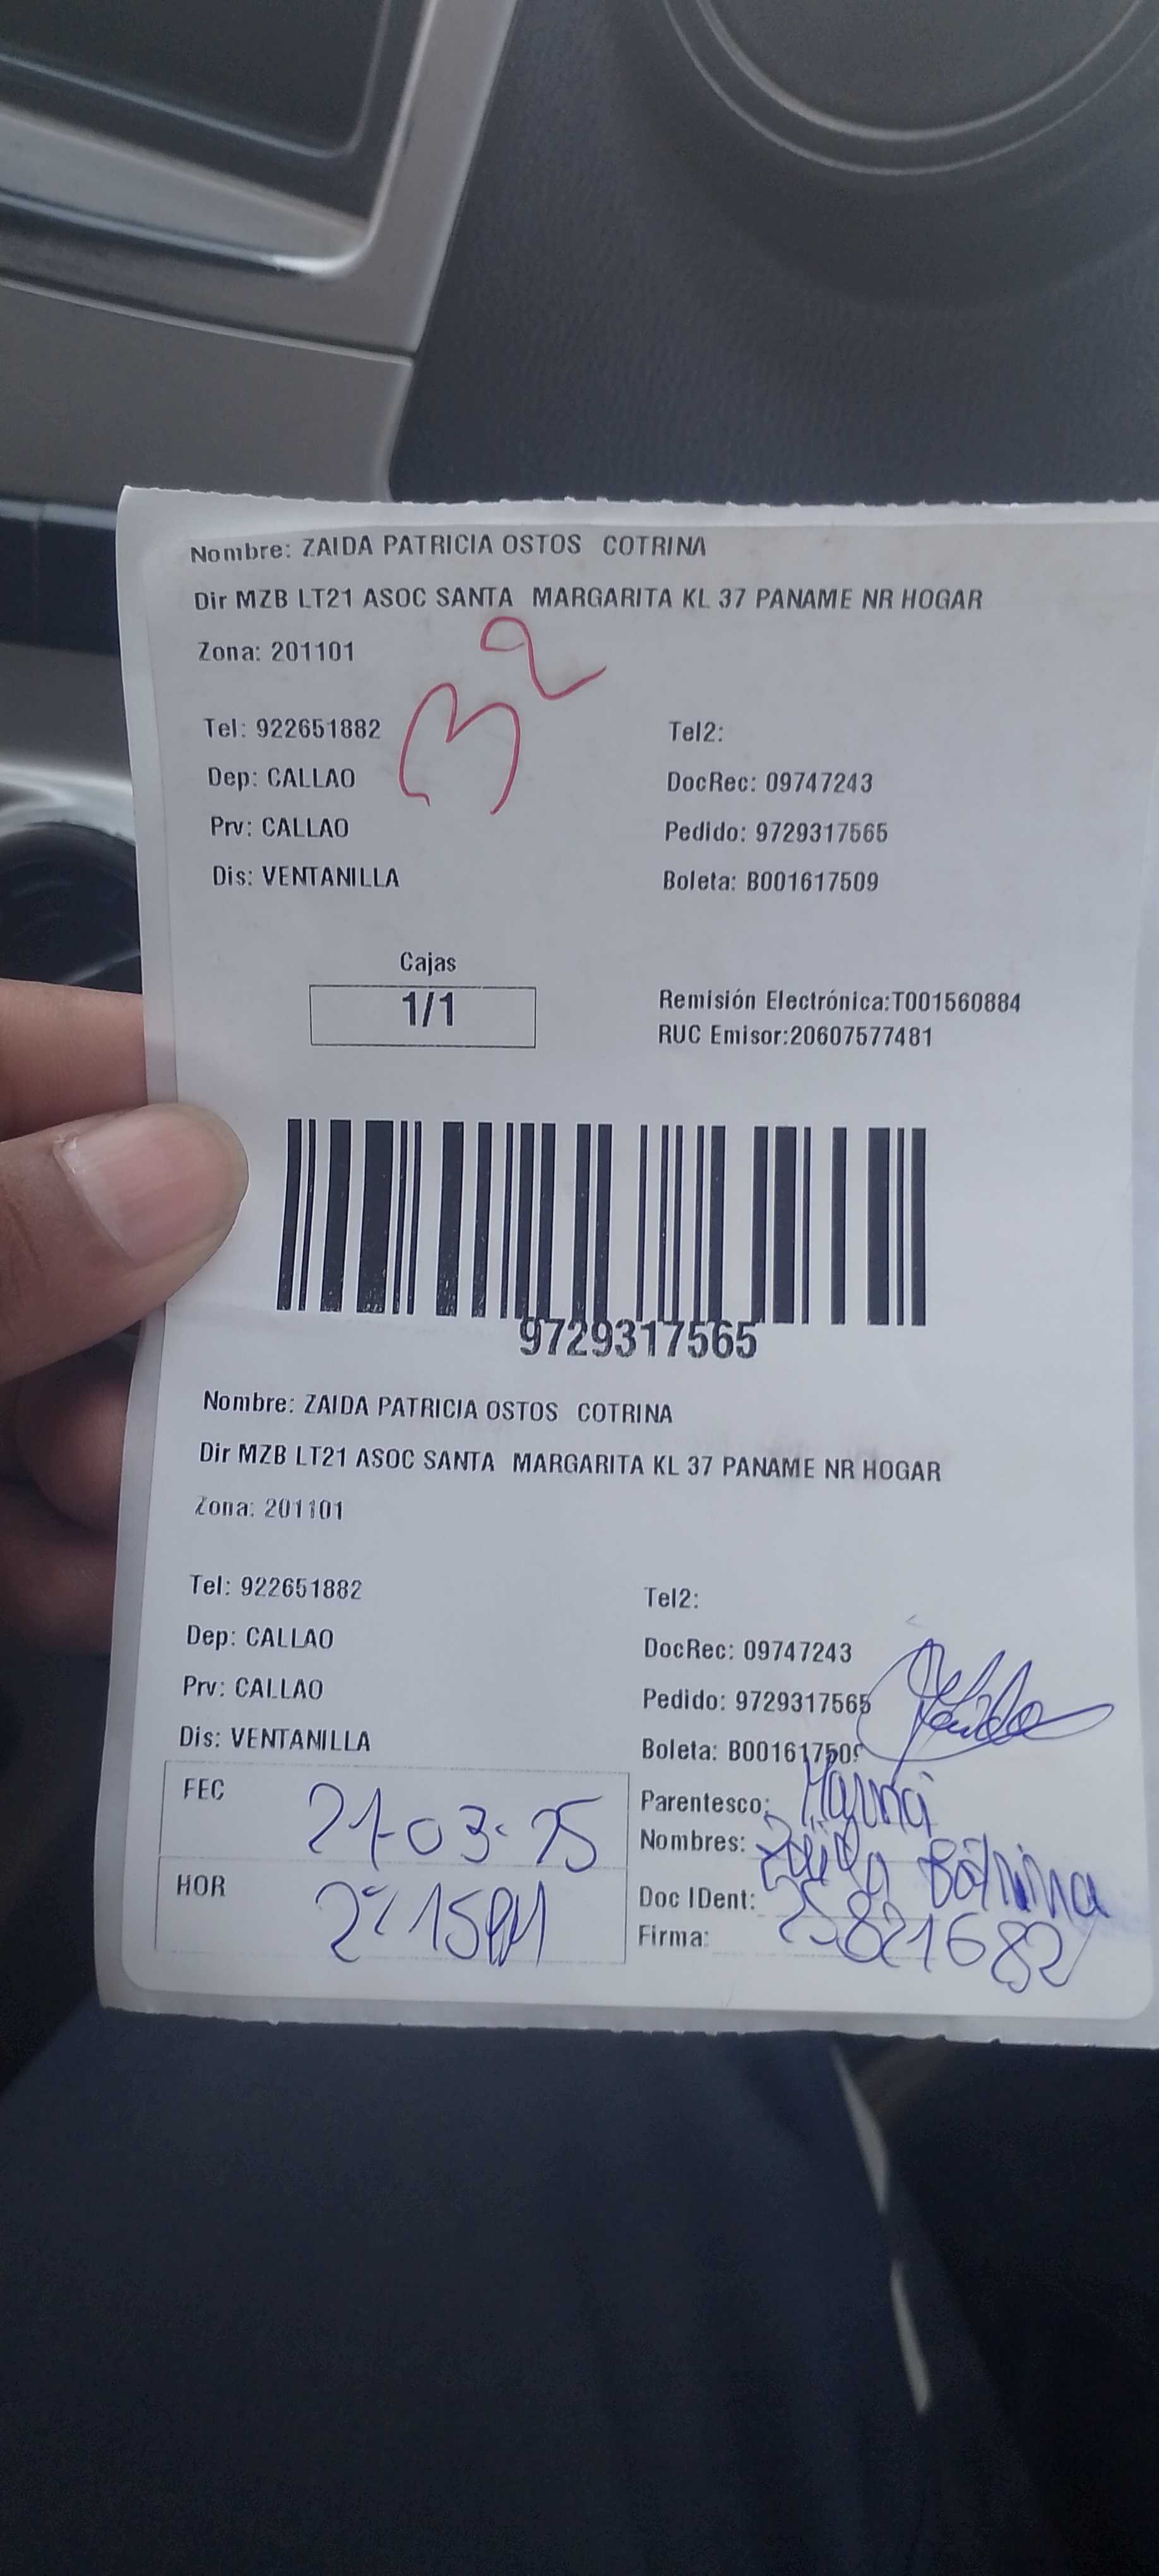 Nombre: ZAIDA PATRICIA OSTOS COTRINA
Dir MZB LT21 ASOC SANTA MARGARITA KL 37 PANAME NR HOGAR
Zona: 201101
Tel: 922651882
Tel2:
Dep: CALLAO
DocRec: 09747243
Prv: CALLAO
Pedido: 9729317565
Dis: VENTANILLA
Boleta: B001617509
Cajas
1/1
Remisión Electrónica:T001560884
RUC Emisor:20607577481
9729317565
Nombre: ZAIDA PATRICIA OSTOS COTRINA
Dir MZB LT21 ASOC SANTA MARGARITA KL 37 PANAME NR HOGAR
Zona: 201101
Tel: 922651882
Tel2:
Dep: CALLAO
DocRec: 09747243
Prv: CALLAO
Pedido: 9729317565
Dis: VENTANILLA
Boleta: B001617509
FEC 21-03-25
Parentesco: Mamá
Nombres: Zaida
HOR
Doc IDent: 25821682
Firma: